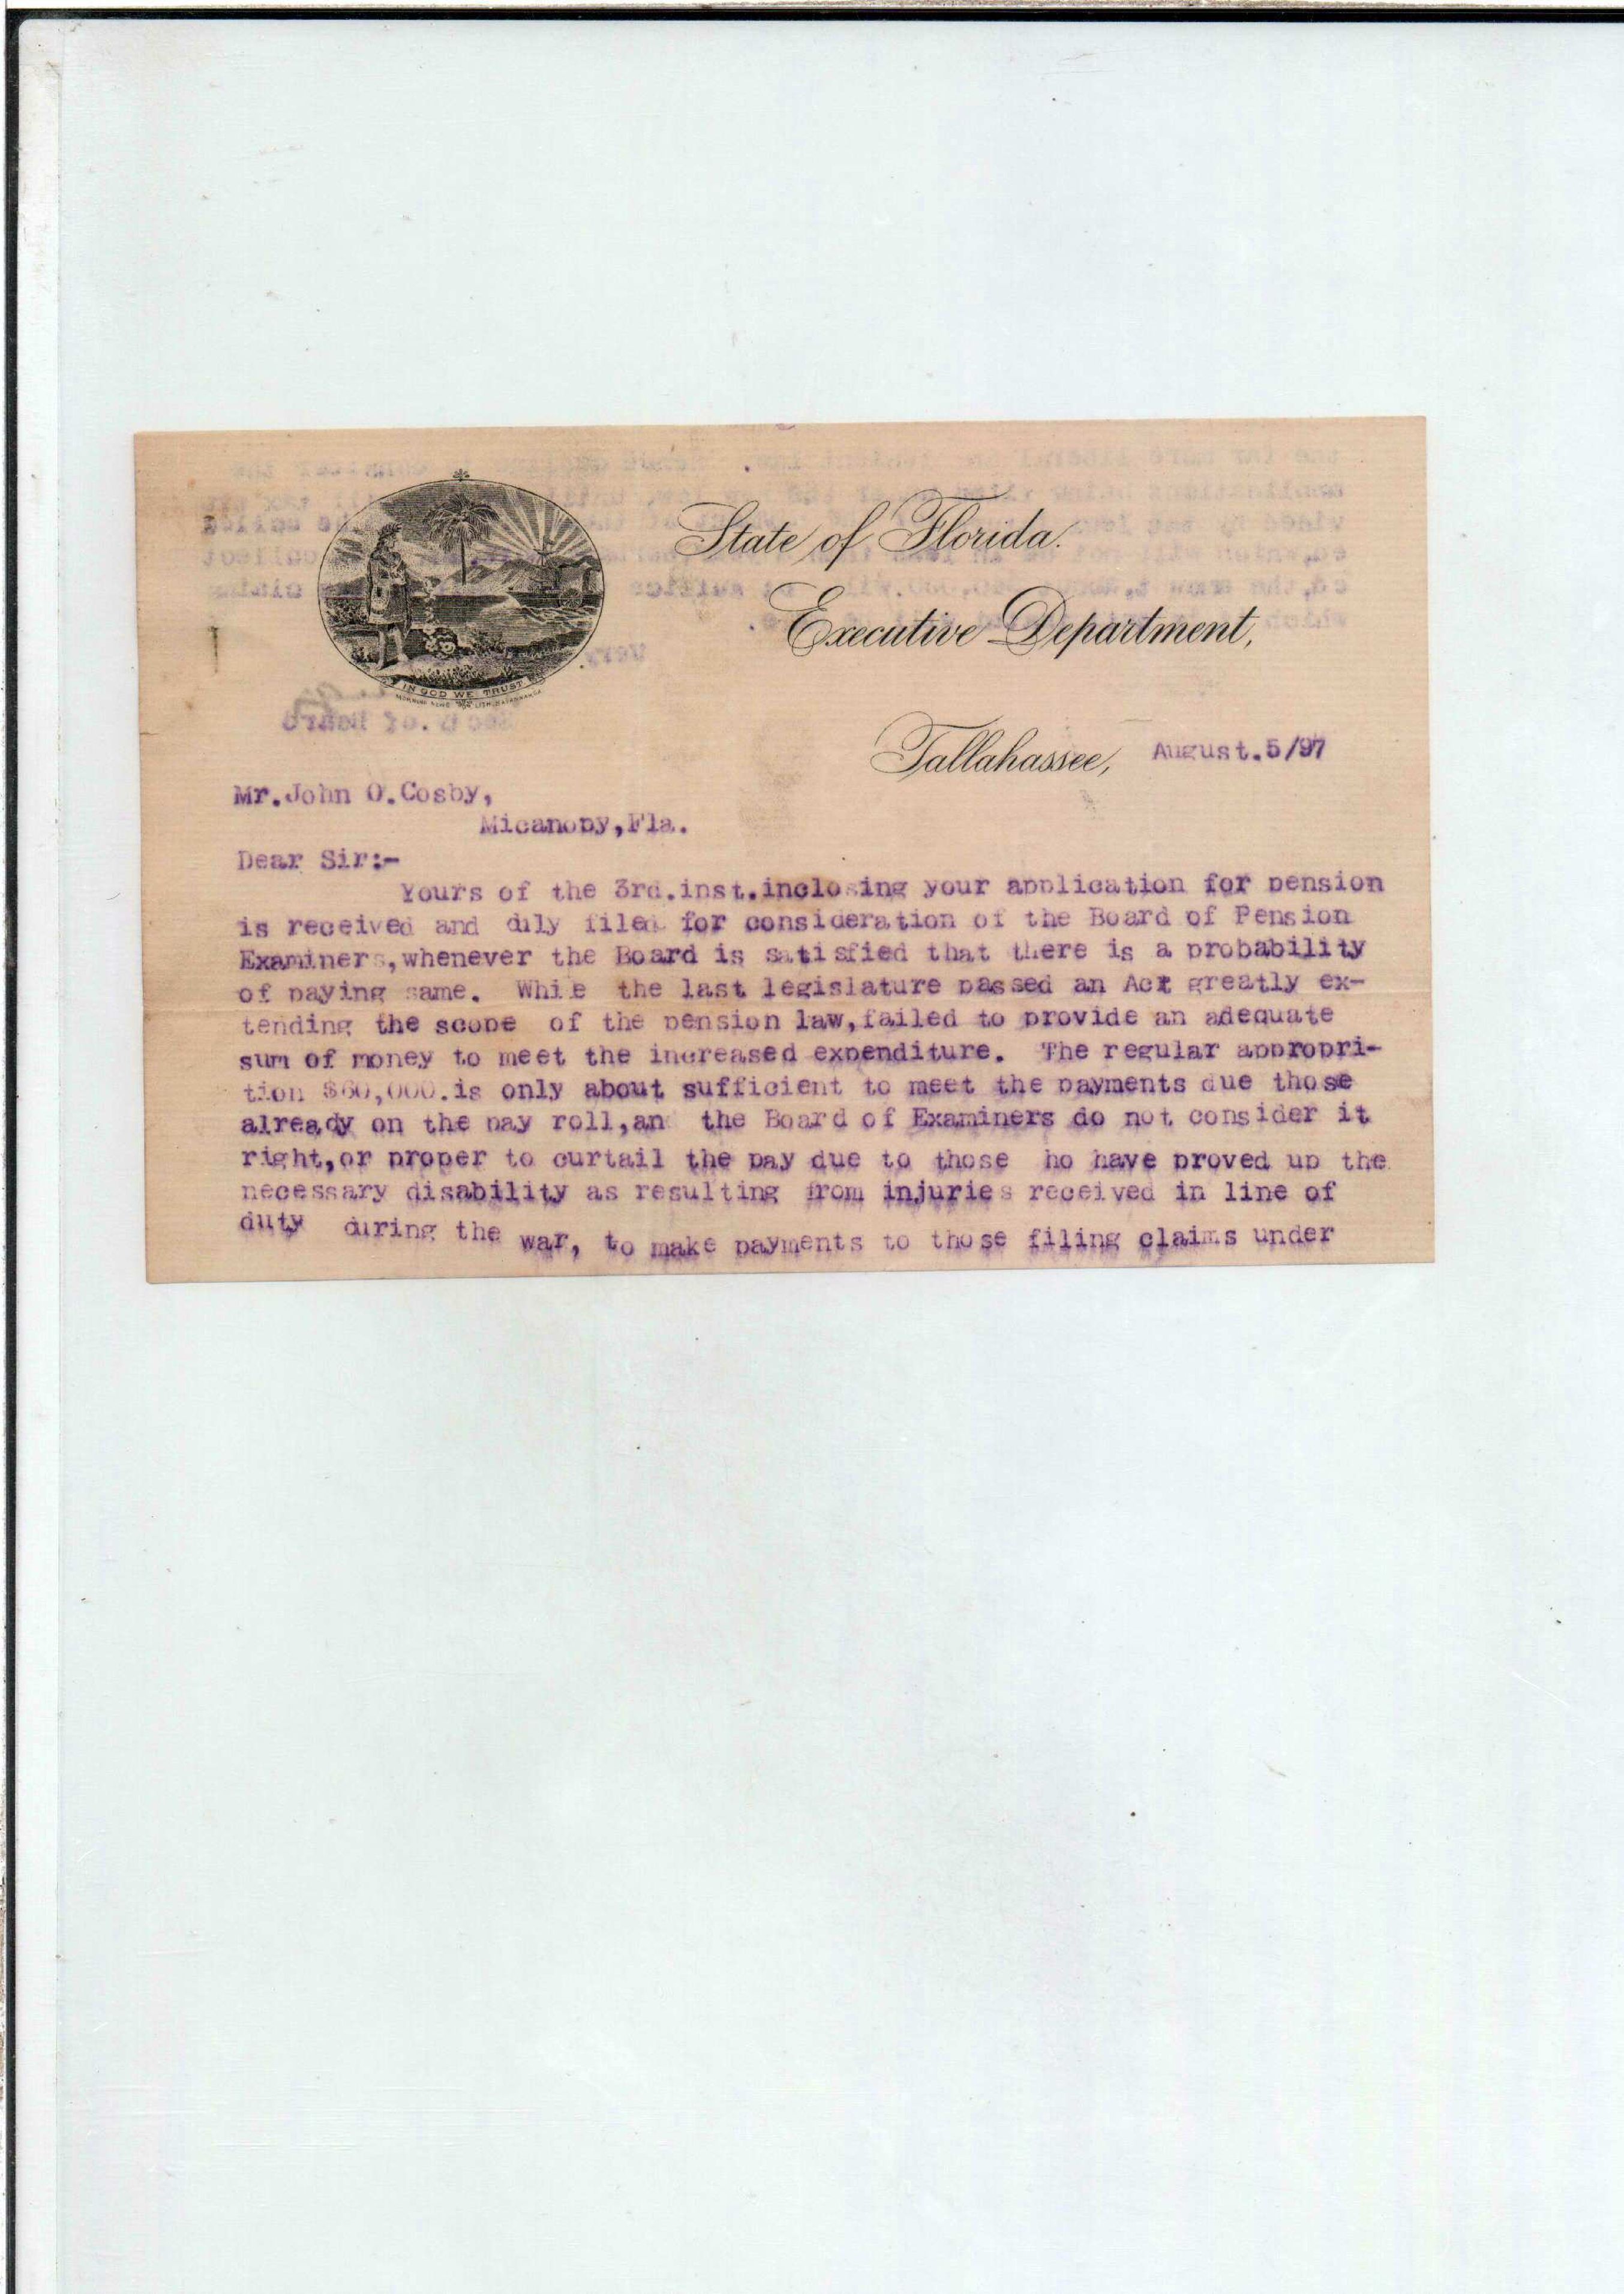 State of Florida.
Executive Department,
IN GOD WE TRUST
Tallahassee, August.5/97
Mr.John O.Cosby,
Micanopy,Fla.
Dear Sir:-
Yours of the 3rd.inst.inclosing your application for pension
is received and dily filed for consideration of the Board of Pension
Examiners,whenever the Board is satisfied that there is a probability
of paying same. While the last legislature passed an Act greatly ex-
tending the scope of the pension law,failed to provide an adequate
sum of money to meet the increased expenditure. The regular appropri-
tion $60,000.is only about sufficient to meet the payments due those
already on the pay roll,and the Board of Examiners do not consider it
right,or proper to curtail the pay due to those ho have proved up the
necessary disability as resulting from injuries received in line of
duty during the war, to make payments to those filing claims under